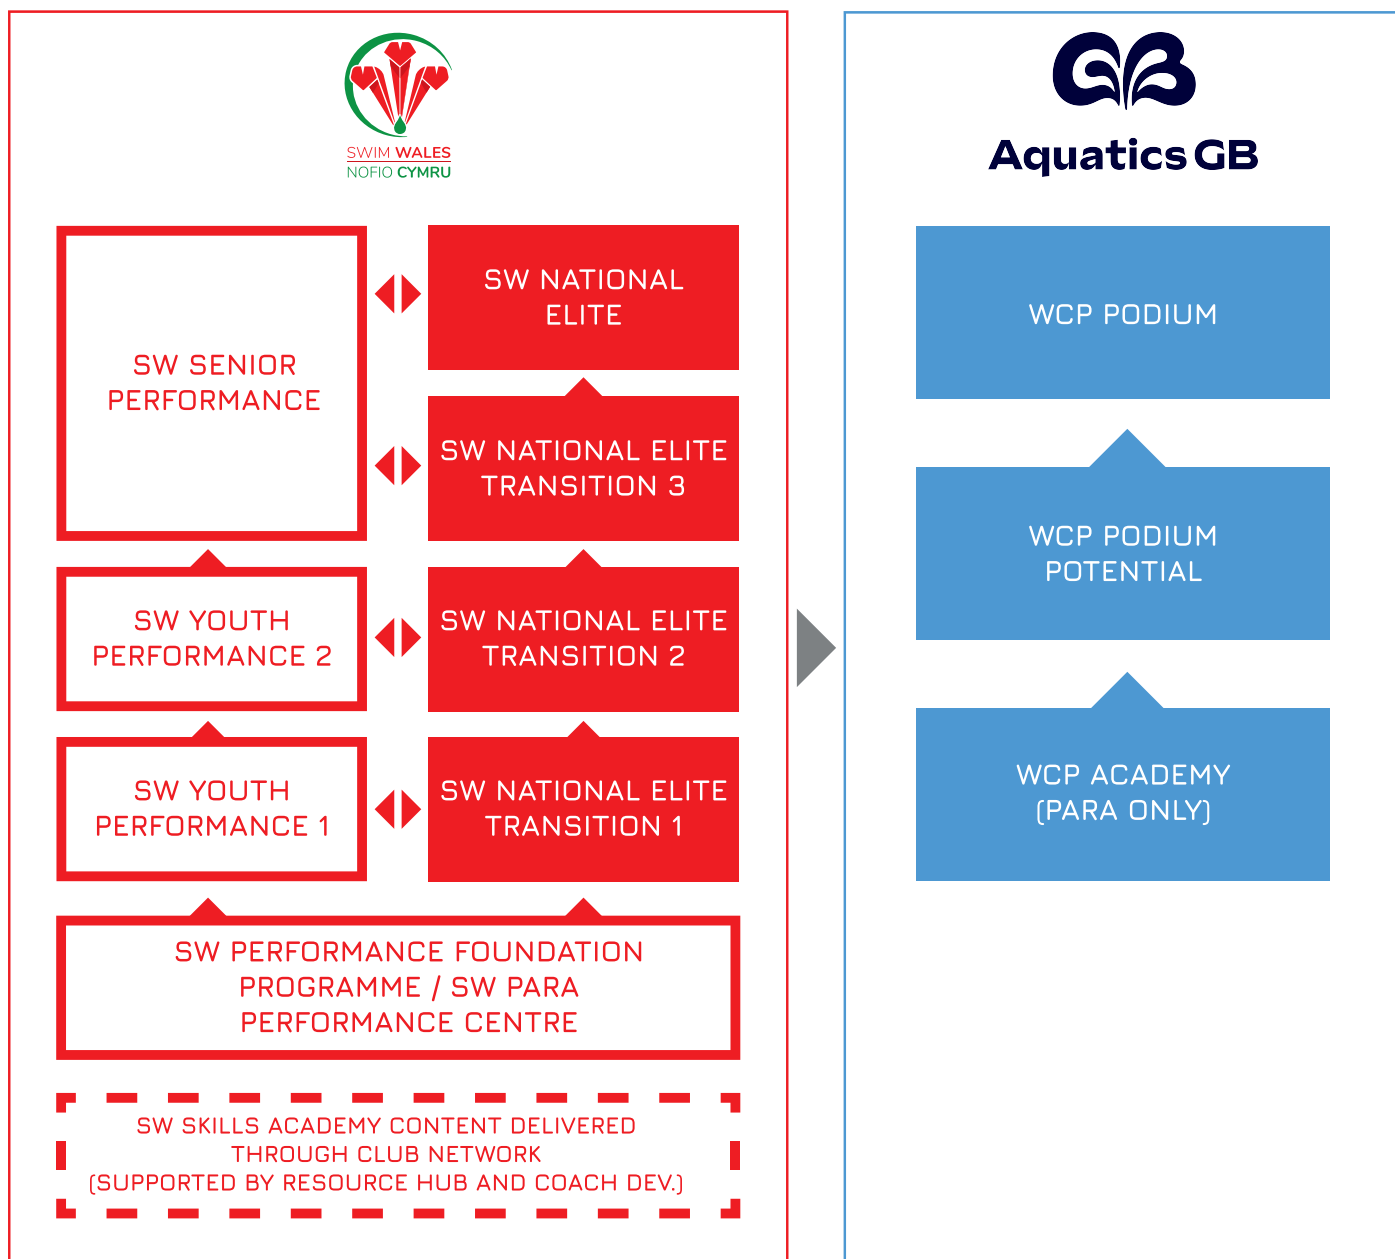 SWIM WALES
NOFIO CYMRU
SW SENIOR
PERFORMANCE
SW NATIONAL
ELITE
SW NATIONAL ELITE
TRANSITION 3
SW YOUTH
PERFORMANCE 2
SW NATIONAL ELITE
TRANSITION 2
SW YOUTH
PERFORMANCE 1
SW NATIONAL ELITE
TRANSITION 1
SW PERFORMANCE FOUNDATION
PROGRAMME / SW PARA
PERFORMANCE CENTRE
SW SKILLS ACADEMY CONTENT DELIVERED
THROUGH CLUB NETWORK
(SUPPORTED BY RESOURCE HUB AND COACH DEV.)
GB
Aquatics GB
WCP PODIUM
WCP PODIUM
POTENTIAL
WCP ACADEMY
(PARA ONLY)